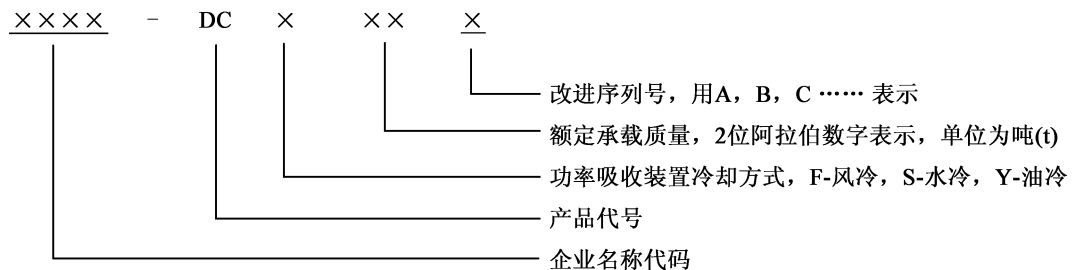 ×××× - DC × ×× ×
改进序列号，用A，B，C …… 表示
额定承载质量，2位阿拉伯数字表示，单位为吨(t)
功率吸收装置冷却方式，F-风冷，S-水冷，Y-油冷
产品代号
企业名称代码